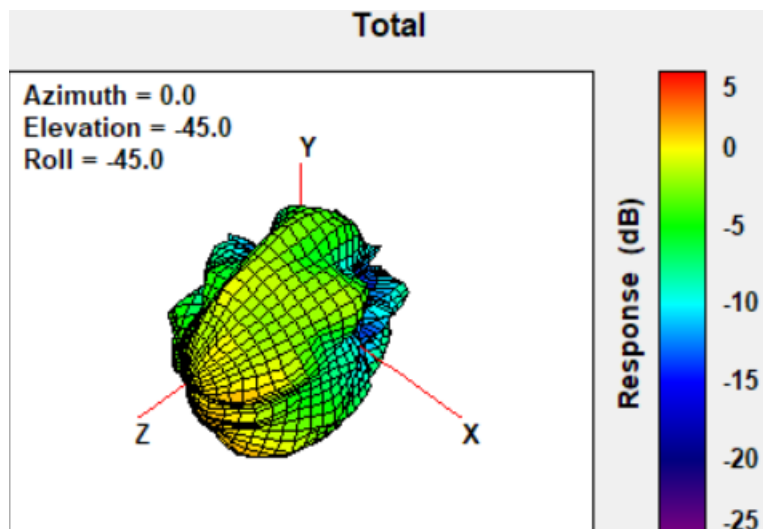 Total
Azimuth = 0.0
Elevation = -45.0
Roll = -45.0
Y
Z
X
5
0
-5
-10
-15
-20
-25
Response (dB)